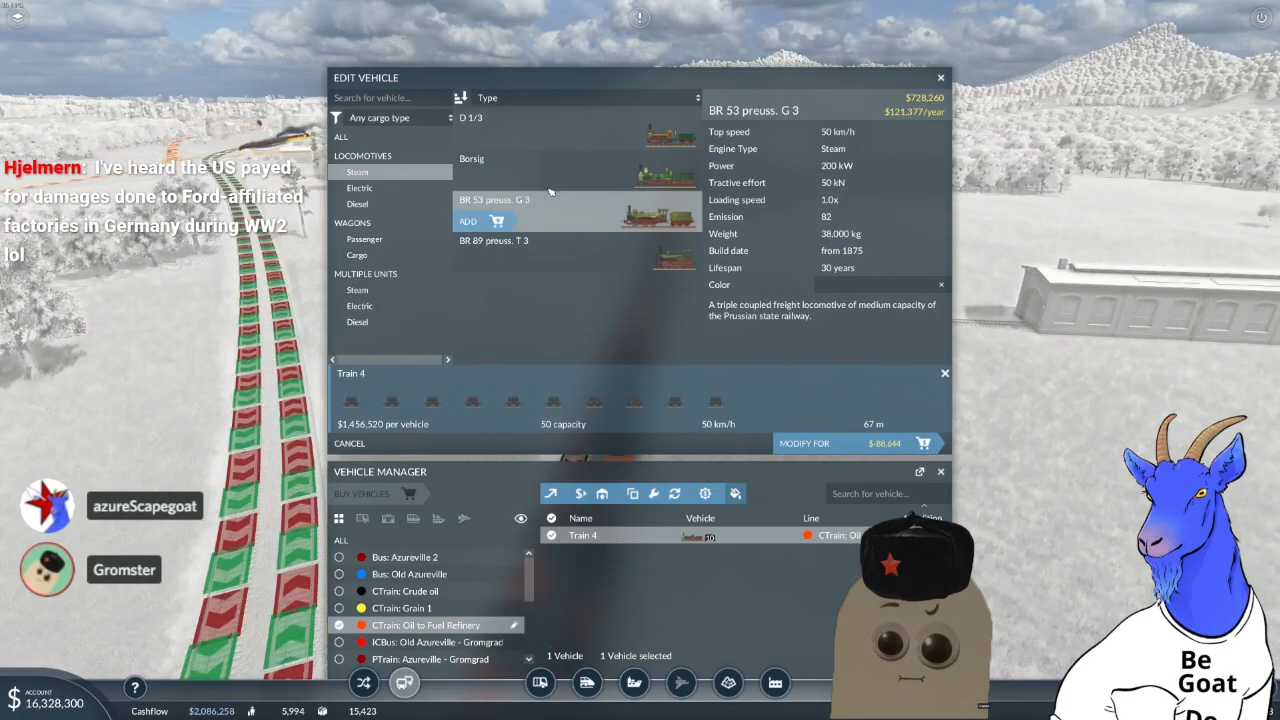 EDIT VEHICLE
Search for vehicle...
Type
Any cargo type
ALL
LOCOMOTIVES
Steam
Electric
Diesel
WAGONS
Passenger
Cargo
MULTIPLE UNITS
Steam
Electric
Diesel
D 1/3
Borsig
BR 53 preuss. G 3
ADD
BR 89 preuss. T 3
$728,260
BR 53 preuss. G 3
$121,377/year
Top speed 50 km/h
Engine Type Steam
Power 200 kW
Tractive effort 50 kN
Loading speed 1.0x
Emission 82
Weight 38,000 kg
Build date from 1875
Lifespan 30 years
Color
A triple coupled freight locomotive of medium capacity of
the Prussian state railway.
Hjelmern: I've heard the US payed
for damages done to Ford-affiliated
factories in Germany during WW2
lol
Train 4
$1,456,520 per vehicle 50 capacity 50 km/h 67 m
CANCEL
MODIFY FOR $-88,644
VEHICLE MANAGER
BUY VEHICLES
Search for vehicle...
Name Vehicle Line
Train 4 10 CTrain: Oil
ALL
Bus: Azureville 2
Bus: Old Azureville
CTrain: Crude oil
CTrain: Grain 1
CTrain: Oil to Fuel Refinery
ICBus: Old Azureville - Gromgrad
PTrain: Azureville - Gromgrad
1 Vehicle 1 Vehicle selected
azureScapegoat
Gromster
Be
Goat
Do
$ ACCOUNT
16,328,300
?
Cashflow $2,086,258 5,994 15,423